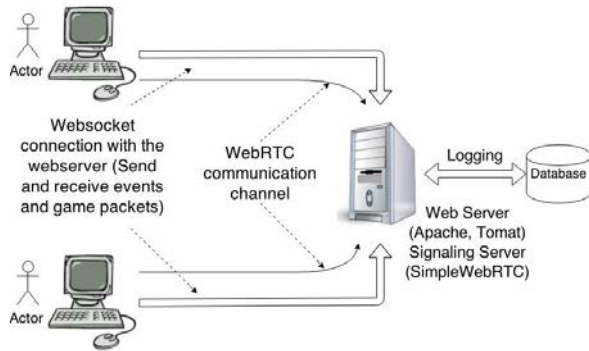 Actor
Websocket
connection with the
webserver (Send
and receive events
and game packets)
WebRTC
communication
channel
Logging
Database
Web Server
(Apache, Tomat)
Signaling Server
(SimpleWebRTC)
Actor